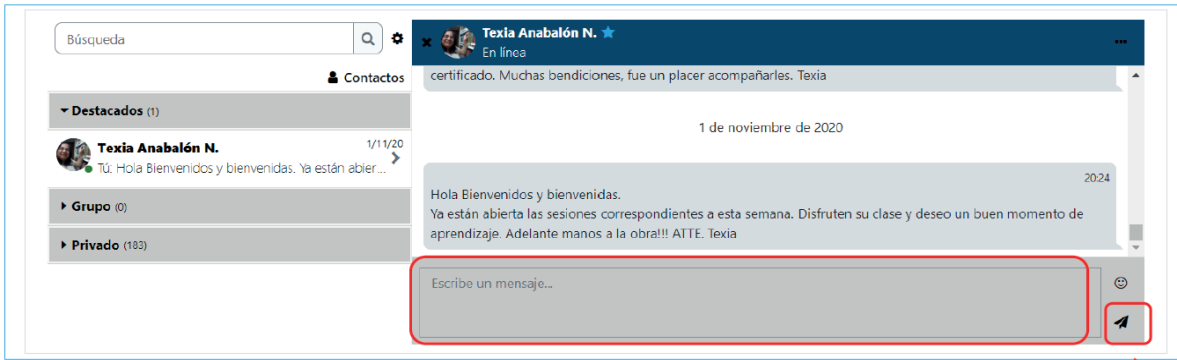 Búsqueda
Contactos
Destacados (1)
Texia Anabalón N.
1/11/20
Tú: Hola Bienvenidos y bienvenidas. Ya están abier...
Grupo (0)
Privado (183)
Texia Anabalón N.
En línea
certificado. Muchas bendiciones, fue un placer acompañarles. Texia
1 de noviembre de 2020
20:24
Hola Bienvenidos y bienvenidas.
Ya están abierta las sesiones correspondientes a esta semana. Disfruten su clase y deseo un buen momento de
aprendizaje. Adelante manos a la obra!!! ATTE. Texia
Escribe un mensaje...